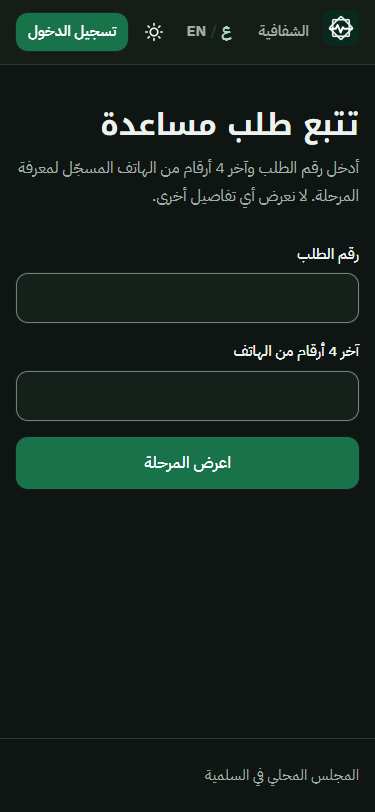 الشفافية
ع / EN
تسجيل الدخول
تتبع طلب مساعدة
أدخل رقم الطلب وآخر 4 أرقام من الهاتف المسجّل لمعرفة
المرحلة. لا نعرض أي تفاصيل أخرى.
رقم الطلب
آخر 4 أرقام من الهاتف
اعرض المرحلة
المجلس المحلي في السلمية